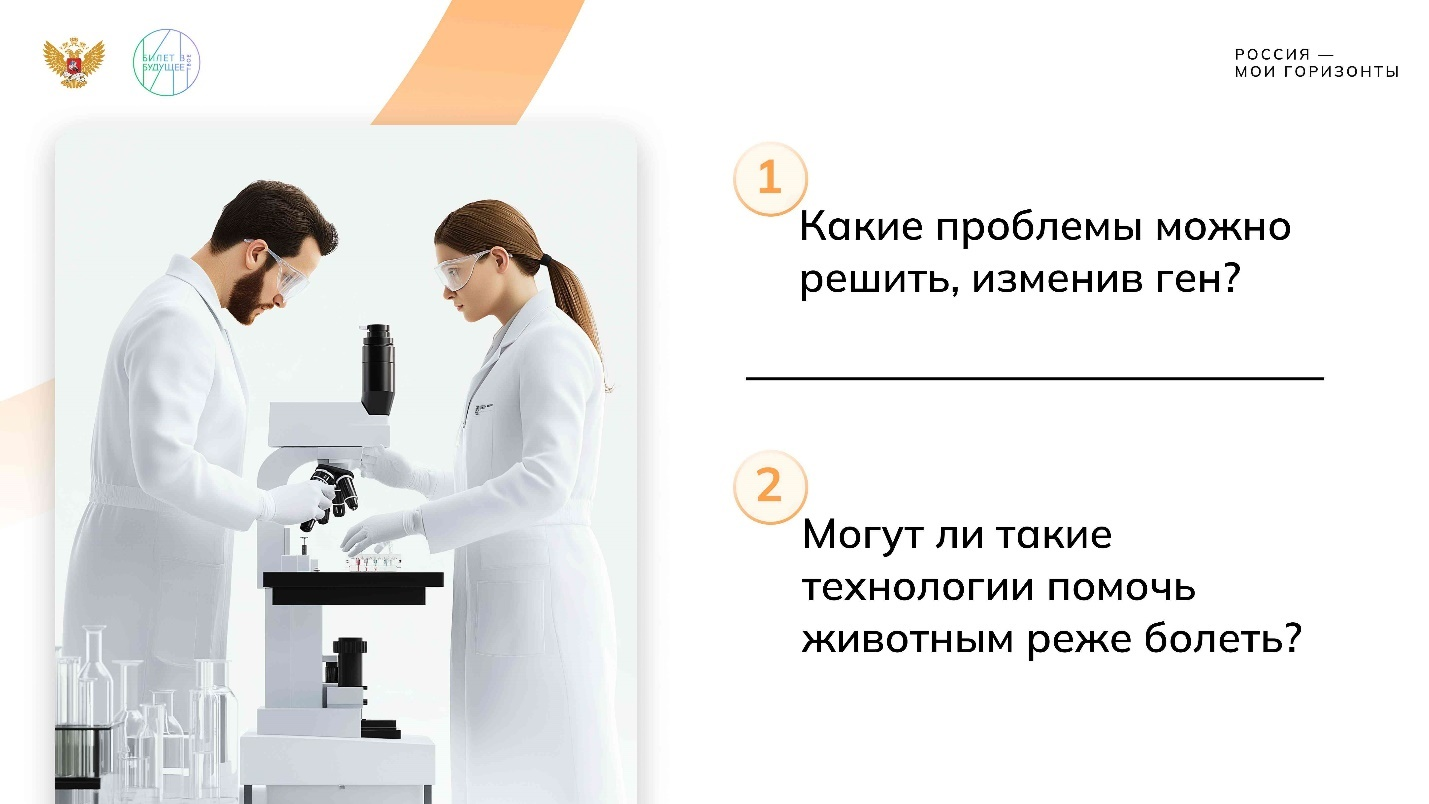 БИЛЕТ В
БУДУЩЕЕ
ТВОЕ
РОССИЯ —
МОИ ГОРИЗОНТЫ
1
Какие проблемы можно
решить, изменив ген?
2
Могут ли такие
технологии помочь
животным реже болеть?